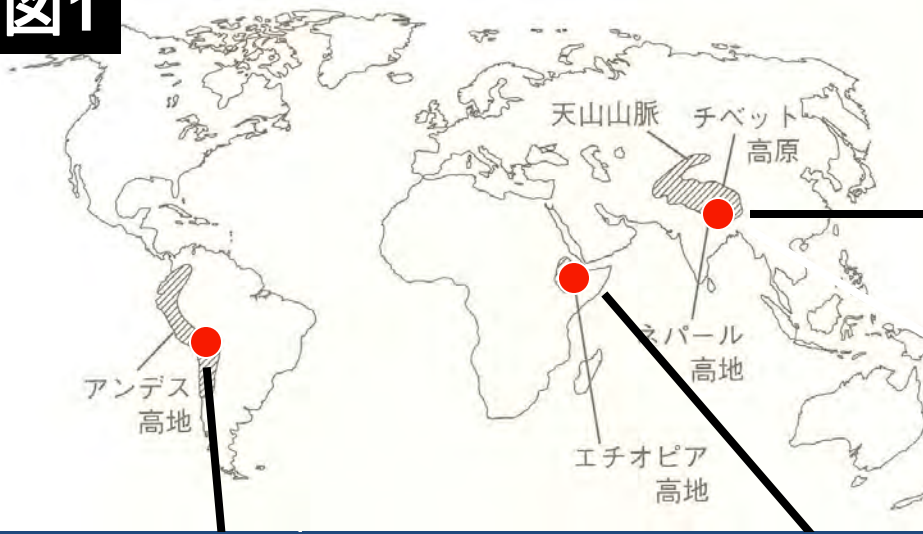 図1
天山山脈
チベット
高原
ネパール
高地
アンデス
高地
エチオピア
高地